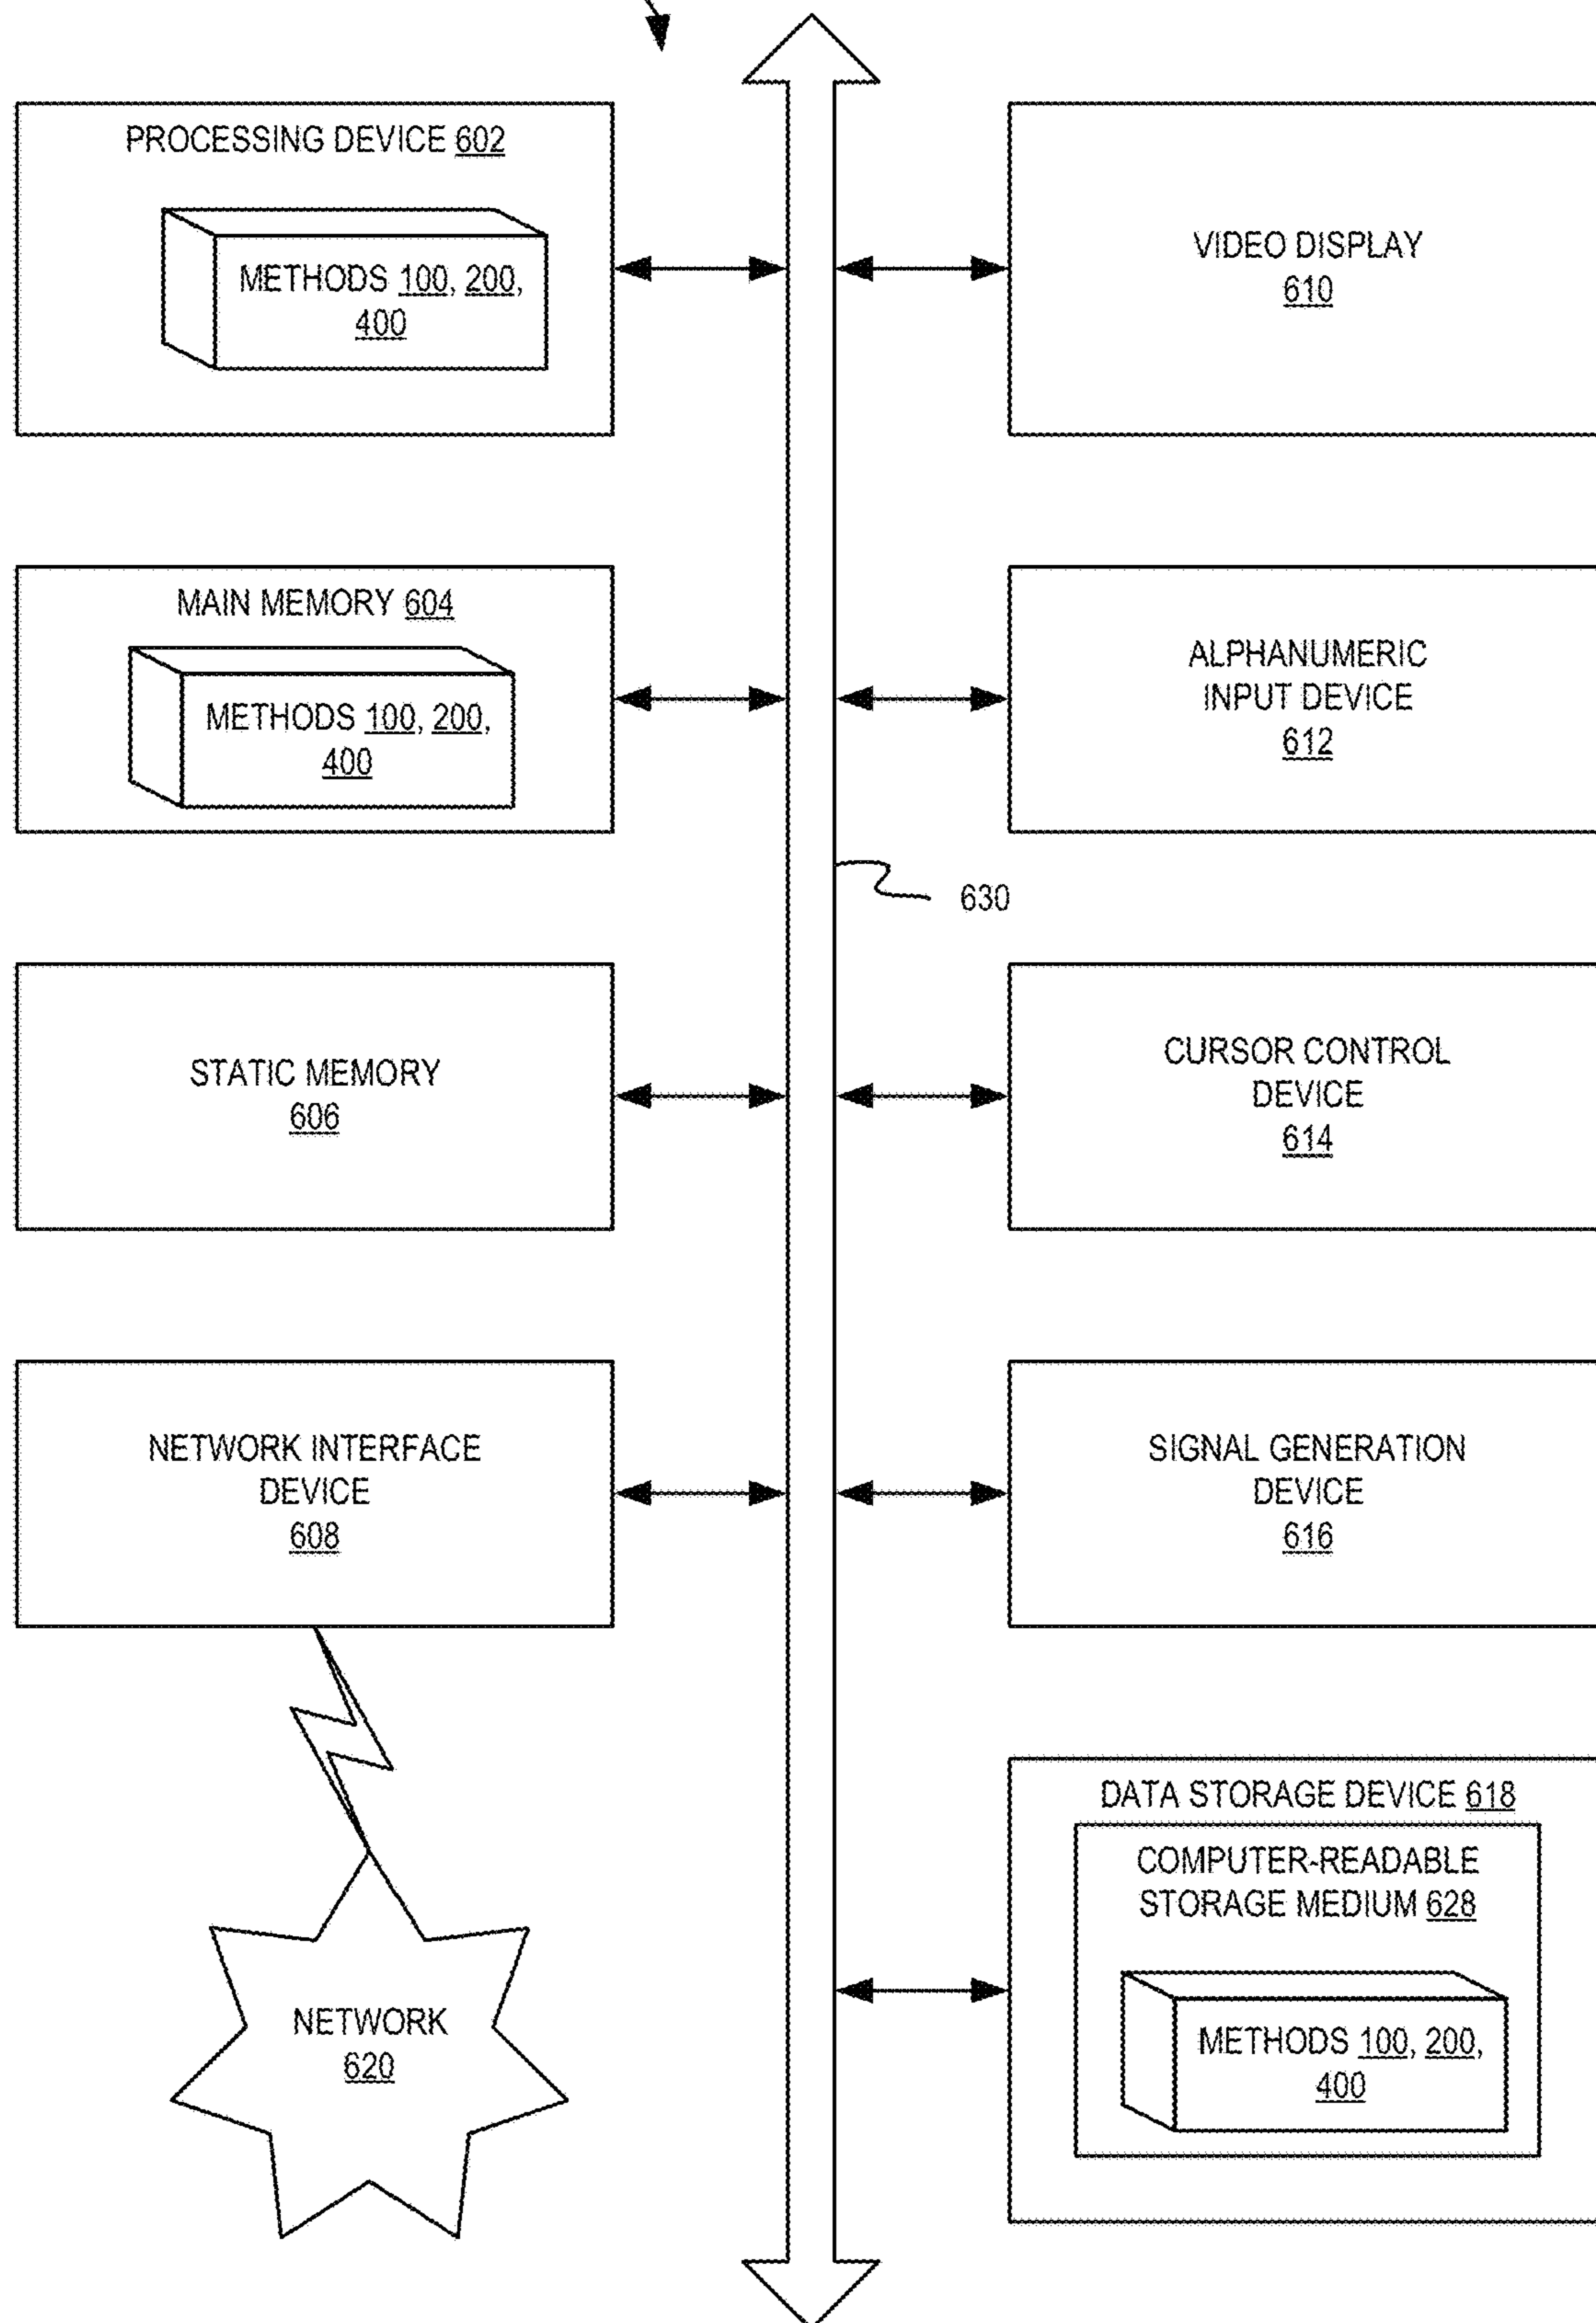 PROCESSING DEVICE 602
METHODS 100, 200,
400
VIDEO DISPLAY
610
MAIN MEMORY 604
METHODS 100, 200,
400
ALPHANUMERIC
INPUT DEVICE
612
630
STATIC MEMORY
606
CURSOR CONTROL
DEVICE
614
NETWORK INTERFACE
DEVICE
608
SIGNAL GENERATION
DEVICE
616
DATA STORAGE DEVICE 618
COMPUTER-READABLE
STORAGE MEDIUM 628
METHODS 100, 200,
400
NETWORK
620